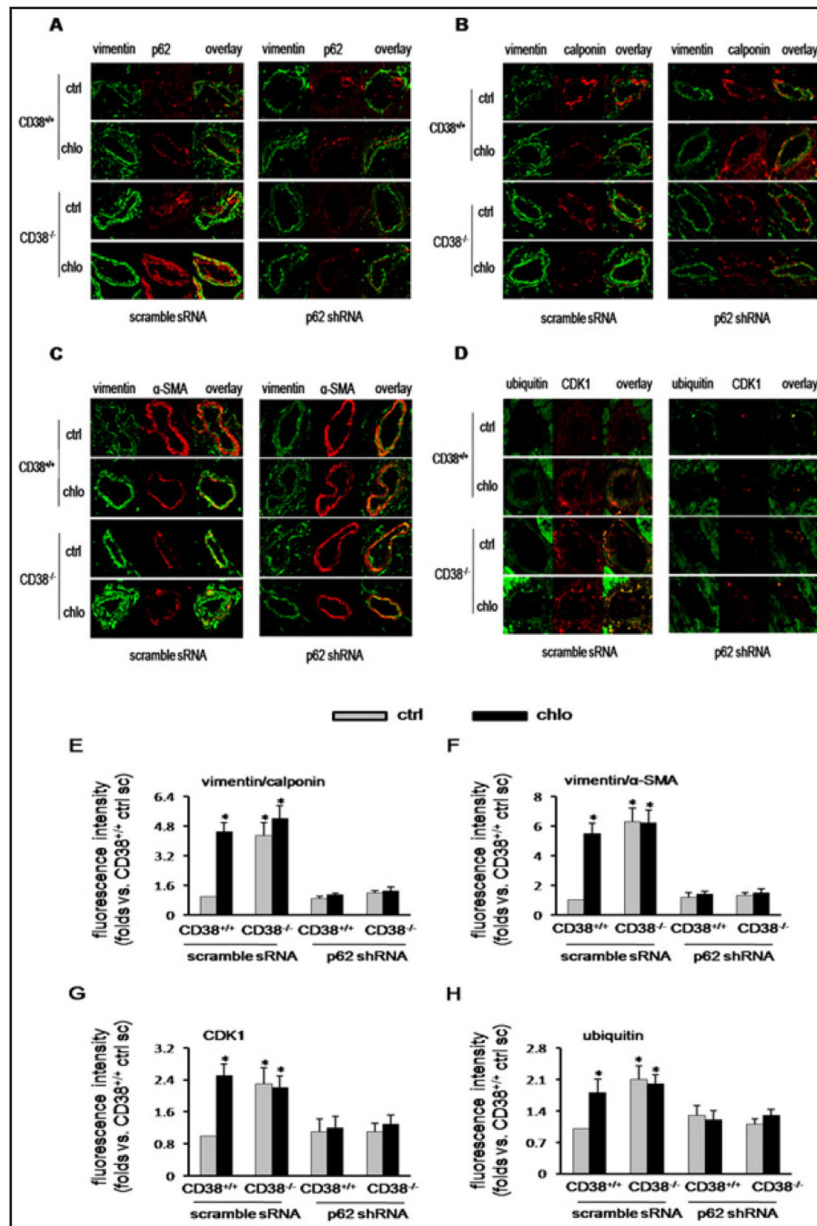 A
B
vimentin p62 overlay vimentin p62 overlay
vimentin calponin overlay vimentin calponin overlay
CD38+/+
ctrl
chlo
CD38-/-
ctrl
chlo
scramble sRNA p62 shRNA
CD38+/+
ctrl
chlo
CD38-/-
ctrl
chlo
scramble sRNA p62 shRNA
C
D
vimentin α-SMA overlay vimentin α-SMA overlay
ubiquitin CDK1 overlay ubiquitin CDK1 overlay
CD38+/+
ctrl
chlo
CD38-/-
ctrl
chlo
scramble sRNA p62 shRNA
CD38+/+
ctrl
chlo
CD38-/-
ctrl
chlo
scramble sRNA p62 shRNA
ctrl chlo
E
vimentin/calponin
fluorescence intensity
(folds vs. CD38+/+ ctrl sc)
6.4
4.8
3.2
1.6
0
* * *
CD38+/+ CD38-/- CD38+/+ CD38-/-
scramble sRNA p62 shRNA
F
vimentin/α-SMA
fluorescence intensity
(folds vs. CD38+/+ ctrl sc)
8
6
4
2
0
* * *
CD38+/+ CD38-/- CD38+/+ CD38-/-
scramble sRNA p62 shRNA
G
CDK1
fluorescence intensity
(folds vs. CD38+/+ ctrl sc)
3.2
2.4
1.6
0.8
0
* * *
CD38+/+ CD38-/- CD38+/+ CD38-/-
scramble sRNA p62 shRNA
H
ubiquitin
fluorescence intensity
(folds vs. CD38+/+ ctrl sc)
2.8
2.1
1.4
0.7
0
* * *
CD38+/+ CD38-/- CD38+/+ CD38-/-
scramble sRNA p62 shRNA